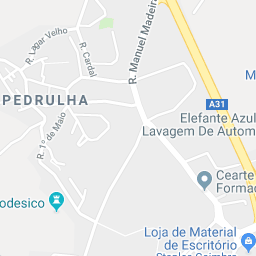 R. Lagar Velho
R. Cardal
R. Manuel Madeira
PEDRULHA
R. 1º de Maio
A31
Elefante Azul
Lavagem De Autom
Cearte
Formaç
odesico
Loja de Material
de Escritório
Staples Coimbra